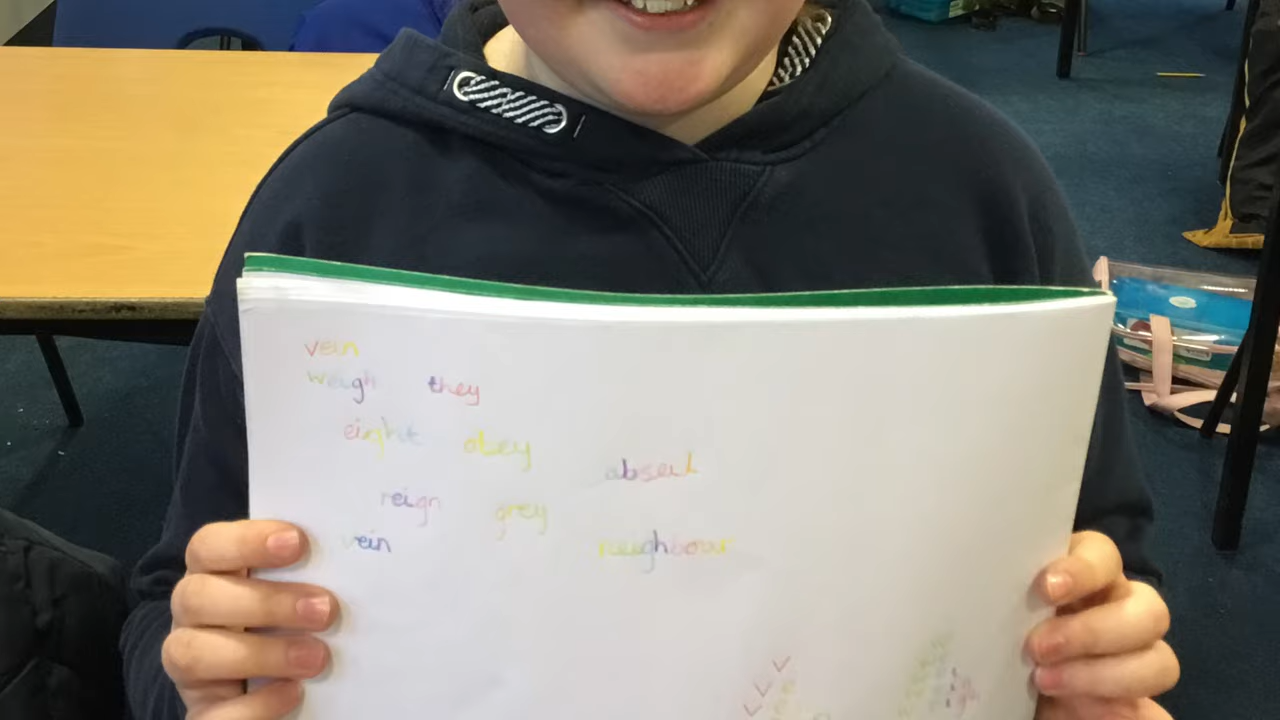 vein
weigh they
eight obey
abseil
reign grey
vein neighbour